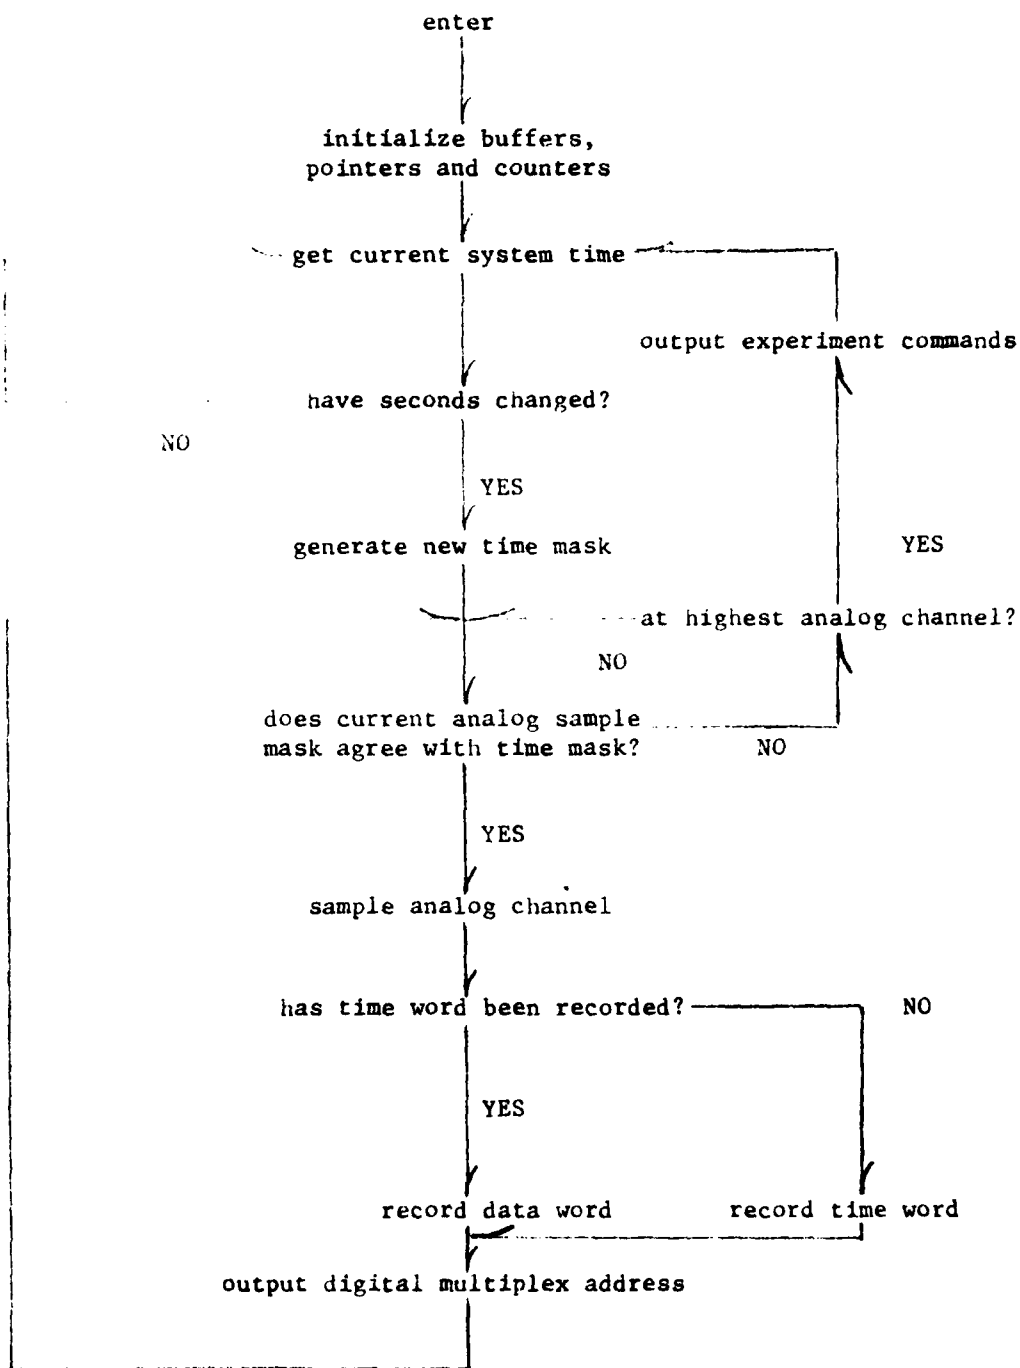 enter
initialize buffers,
pointers and counters
get current system time
output experiment commands
have seconds changed?
NO
YES
generate new time mask
YES
at highest analog channel?
NO
does current analog sample
mask agree with time mask?
NO
YES
sample analog channel
has time word been recorded?
NO
YES
record data word
record time word
output digital multiplex address